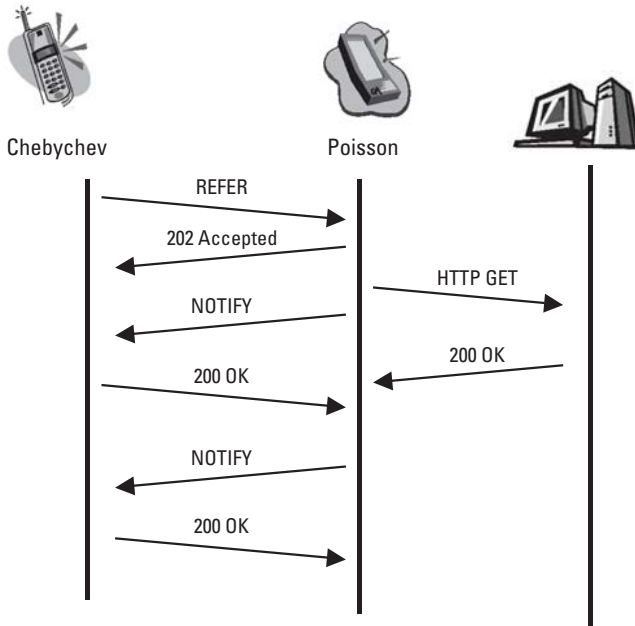 Chebychev
Poisson
REFER
202 Accepted
HTTP GET
NOTIFY
200 OK
200 OK
NOTIFY
200 OK